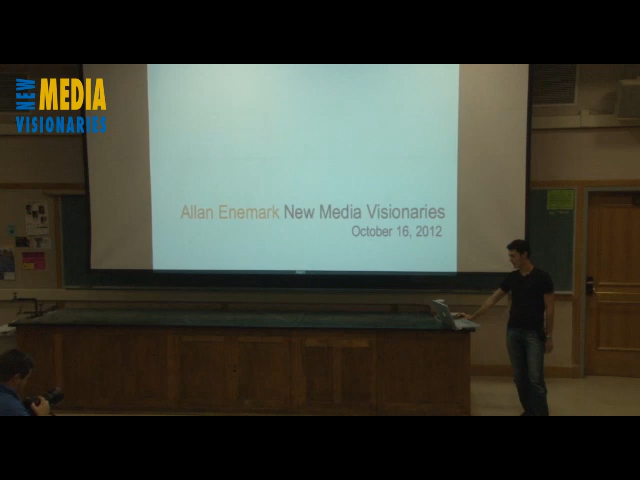 NEW MEDIA
VISIONARIES
Allan Enemark New Media Visionaries
October 16, 2012